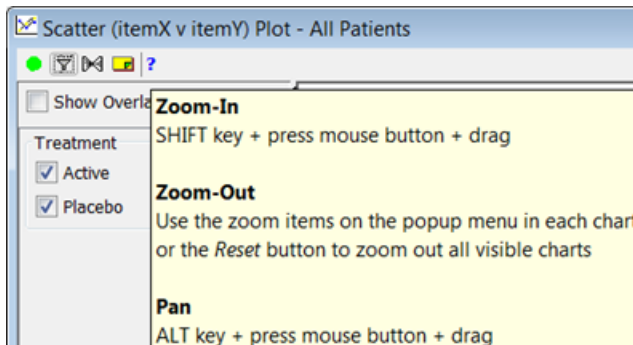 Scatter (itemX v itemY) Plot - All Patients
?
Show Overla
Zoom-In
SHIFT key + press mouse button + drag
Treatment
Active
Zoom-Out
Placebo
Use the zoom items on the popup menu in each chart
or the Reset button to zoom out all visible charts
Pan
ALT key + press mouse button + drag